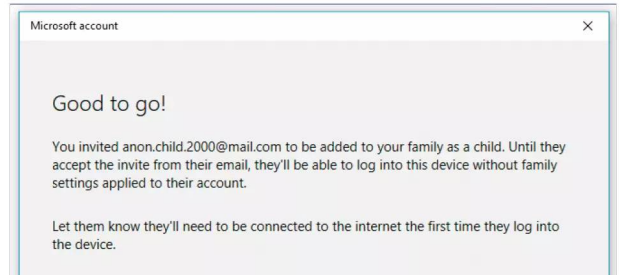 Microsoft account
Good to go!
You invited anon.child.2000@mail.com to be added to your family as a child. Until they
accept the invite from their email, they'll be able to log into this device without family
settings applied to their account.
Let them know they'll need to be connected to the internet the first time they log into
the device.